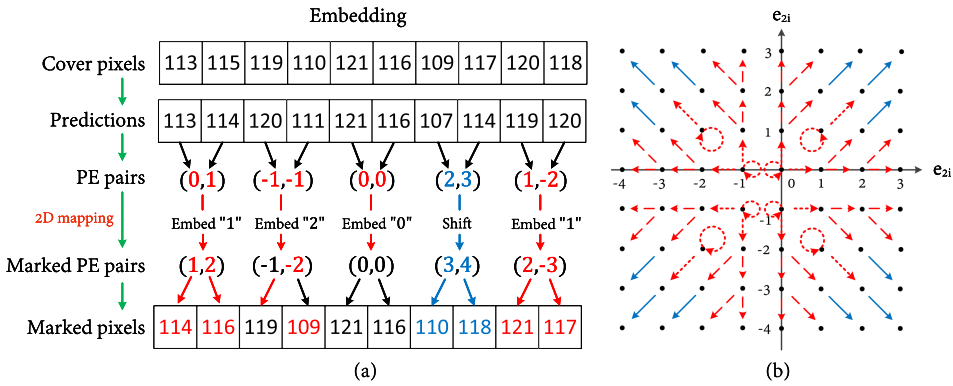 Embedding
Cover pixels 113 115 119 110 121 116 109 117 120 118
Predictions 113 114 120 111 121 116 107 114 119 120
PE pairs (0,1) (-1,-1) (0,0) (2,3) (1,-2)
2D mapping Embed "1" Embed "2" Embed "0" Shift Embed "1"
Marked PE pairs (1,2) (-1,-2) (0,0) (3,4) (2,-3)
Marked pixels 114 116 119 109 121 116 110 118 121 117
(a)
e2i
3
2
1
-4 -3 -2 -1 0 1 2 3 e2i
-1
-2
-3
-4
(b)